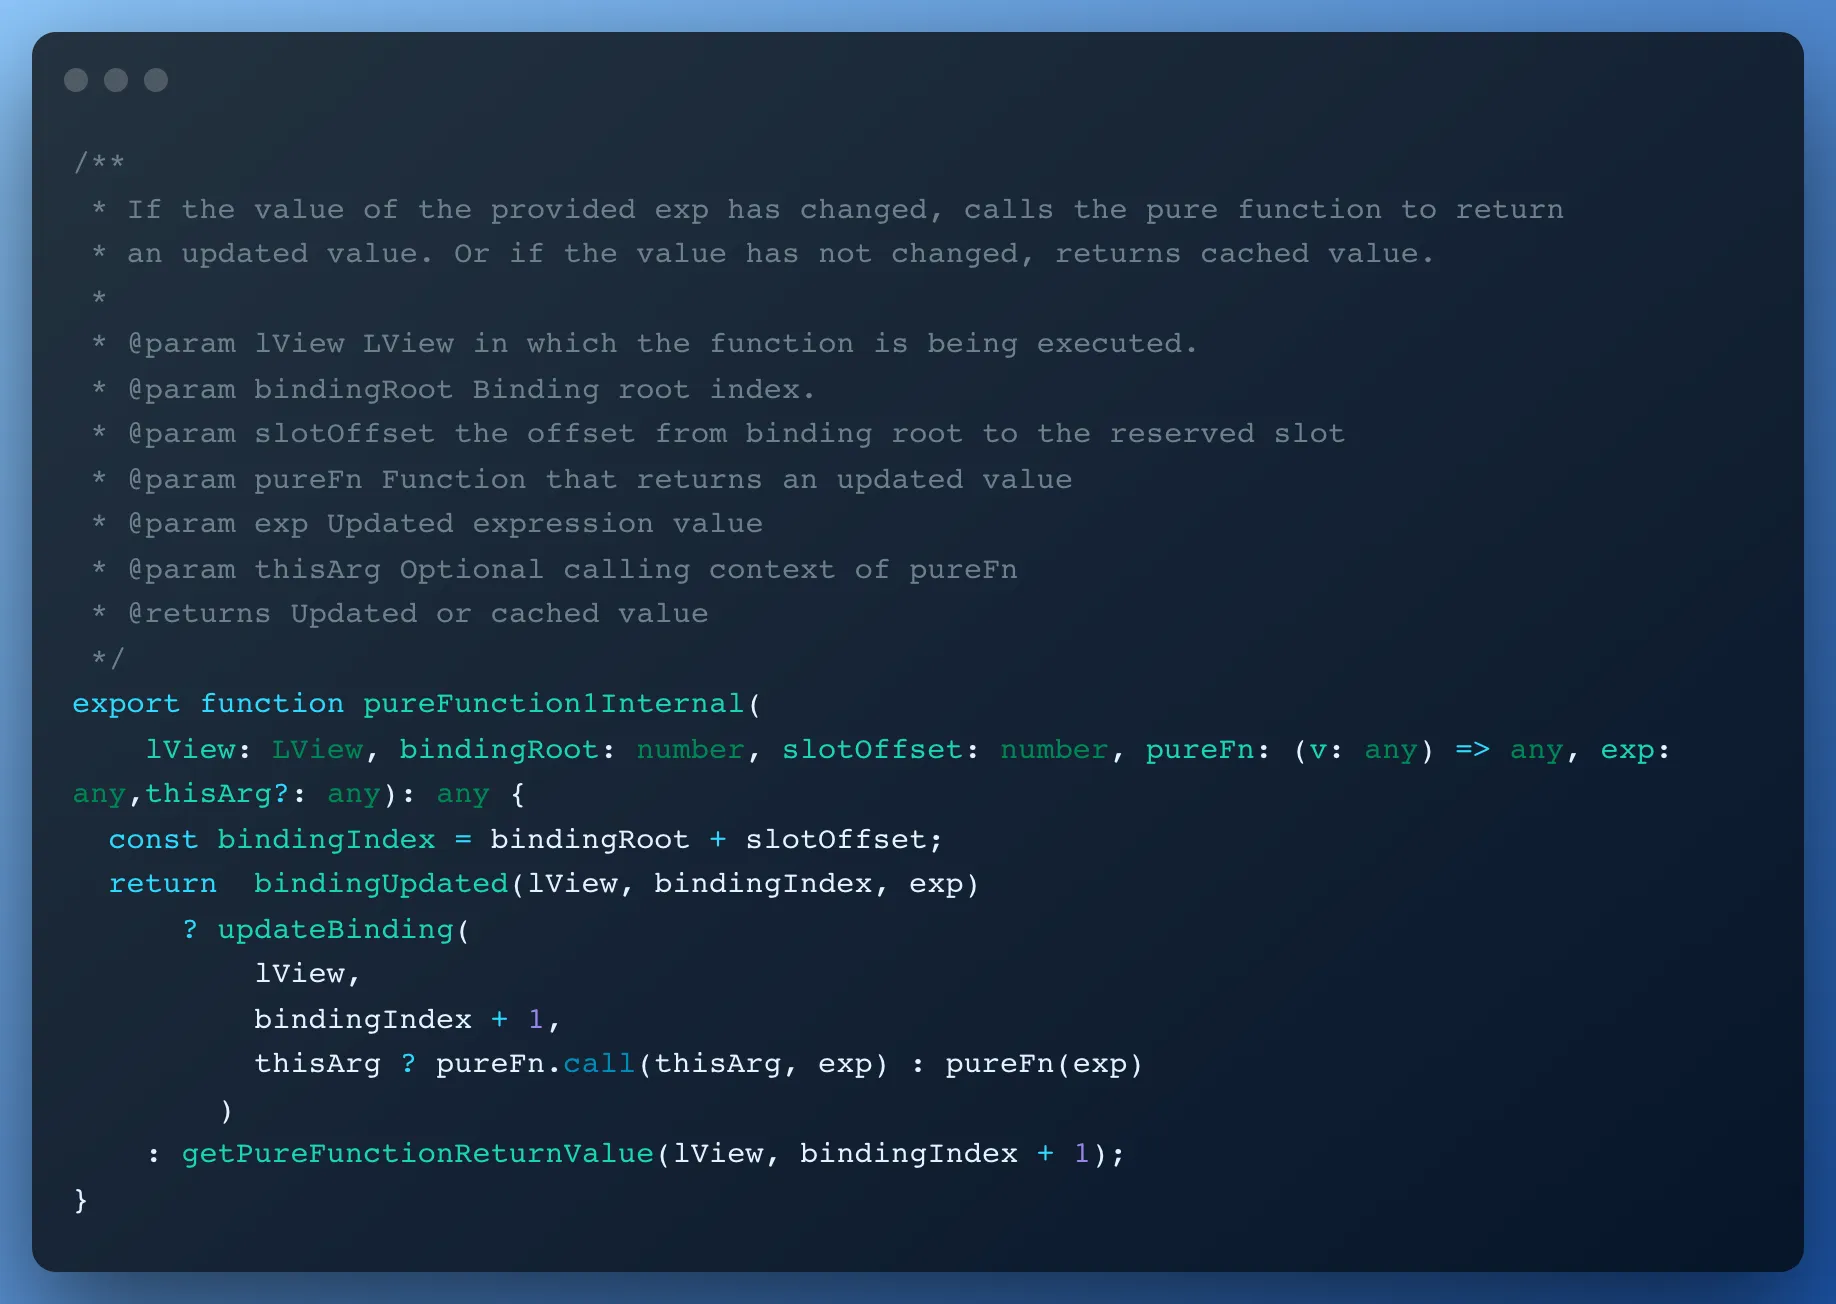 /**
 * If the value of the provided exp has changed, calls the pure function to return
 * an updated value. Or if the value has not changed, returns cached value.
 *
 * @param lView LView in which the function is being executed.
 * @param bindingRoot Binding root index.
 * @param slotOffset the offset from binding root to the reserved slot
 * @param pureFn Function that returns an updated value
 * @param exp Updated expression value
 * @param thisArg Optional calling context of pureFn
 * @returns Updated or cached value
 */
export function pureFunction1Internal(
    lView: LView, bindingRoot: number, slotOffset: number, pureFn: (v: any) => any, exp:
any,thisArg?: any): any {
  const bindingIndex = bindingRoot + slotOffset;
  return  bindingUpdated(lView, bindingIndex, exp)
      ? updateBinding(
          lView,
          bindingIndex + 1,
          thisArg ? pureFn.call(thisArg, exp) : pureFn(exp)
        )
    : getPureFunctionReturnValue(lView, bindingIndex + 1);
}